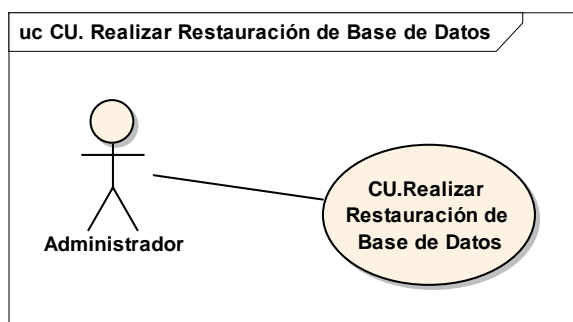 uc CU. Realizar Restauración de Base de Datos
Administrador
CU.Realizar
Restauración de
Base de Datos